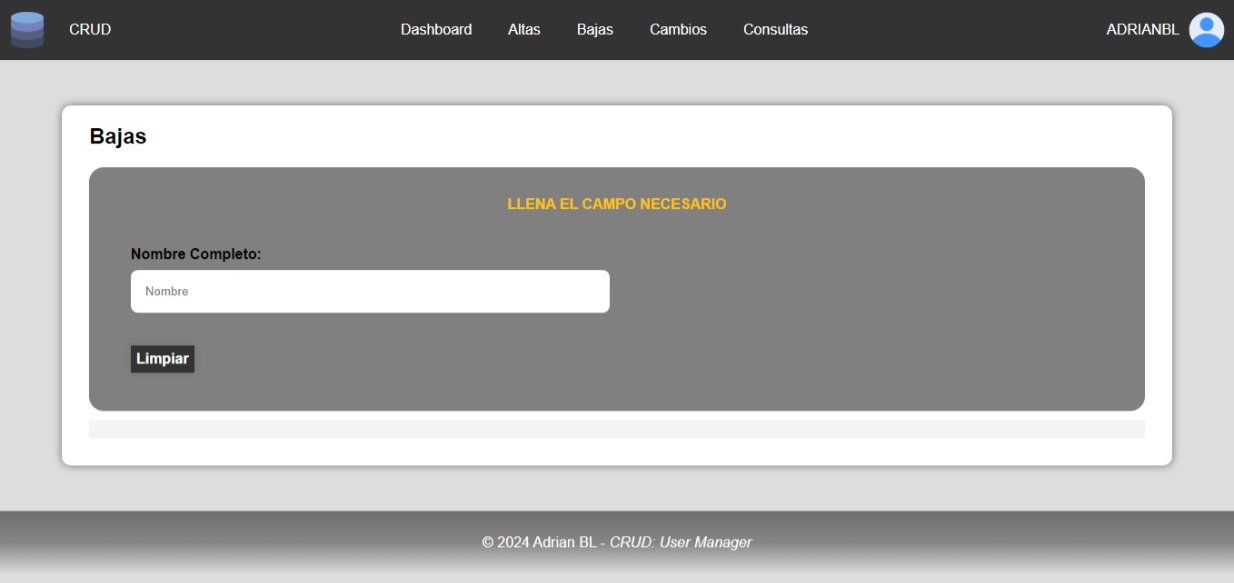 CRUD
Dashboard Altas Bajas Cambios Consultas
ADRIANBL
Bajas
LLENA EL CAMPO NECESARIO
Nombre Completo:
Nombre
Limpiar
© 2024 Adrian BL - CRUD: User Manager